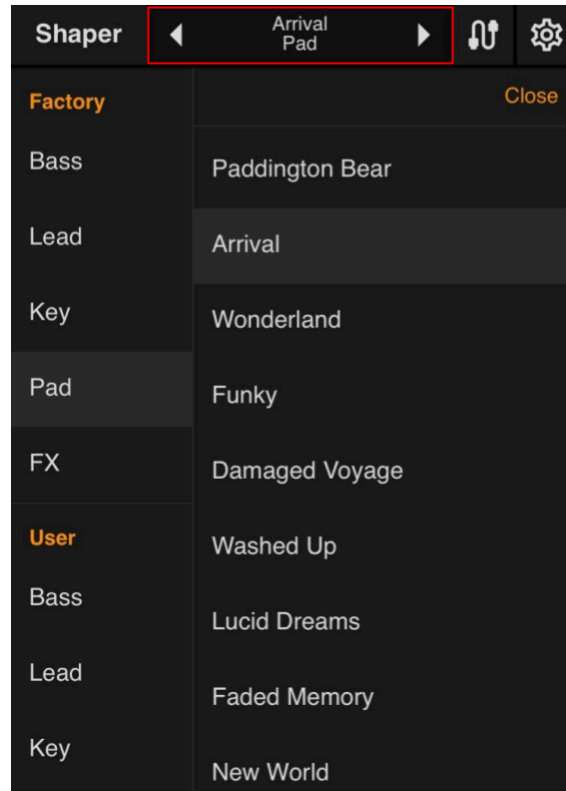 Shaper
Arrival
Pad
Factory
Close
Bass
Paddington Bear
Lead
Arrival
Key
Wonderland
Pad
Funky
FX
Damaged Voyage
User
Washed Up
Bass
Lucid Dreams
Lead
Faded Memory
Key
New World